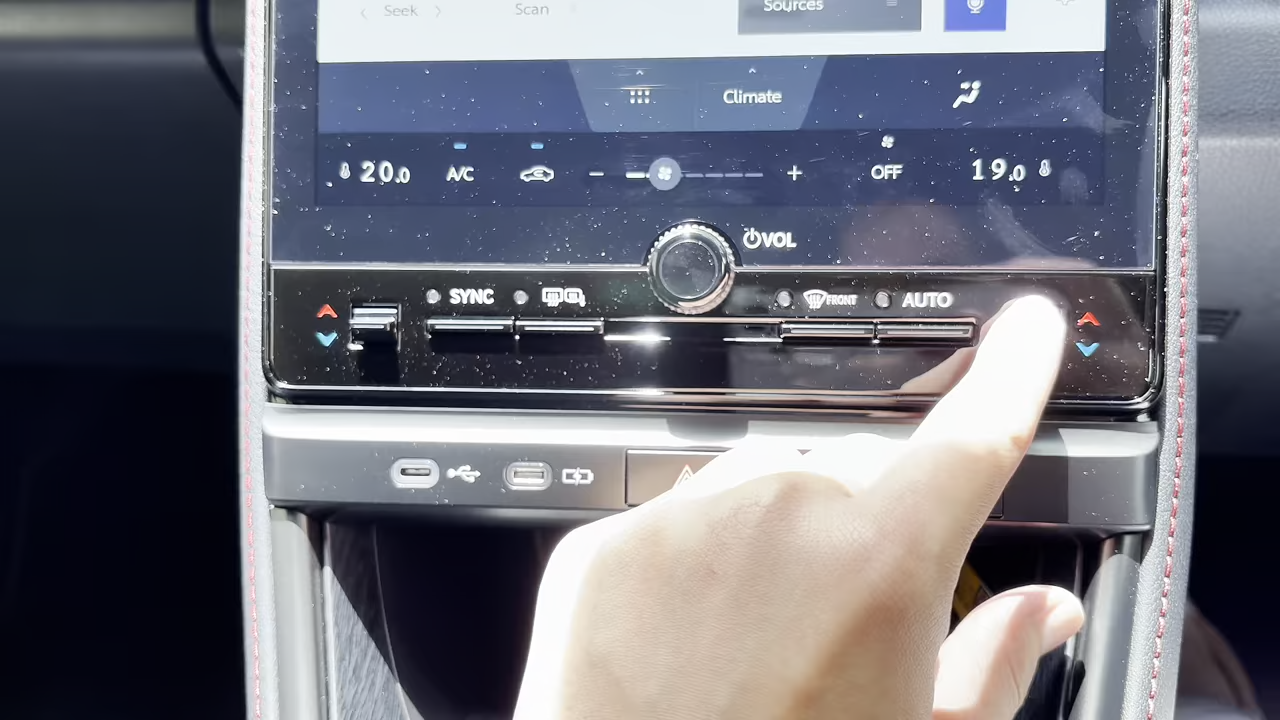 Seek Scan Sources
Climate
20.0 A/C OFF 19.0
VOL
SYNC FRONT AUTO